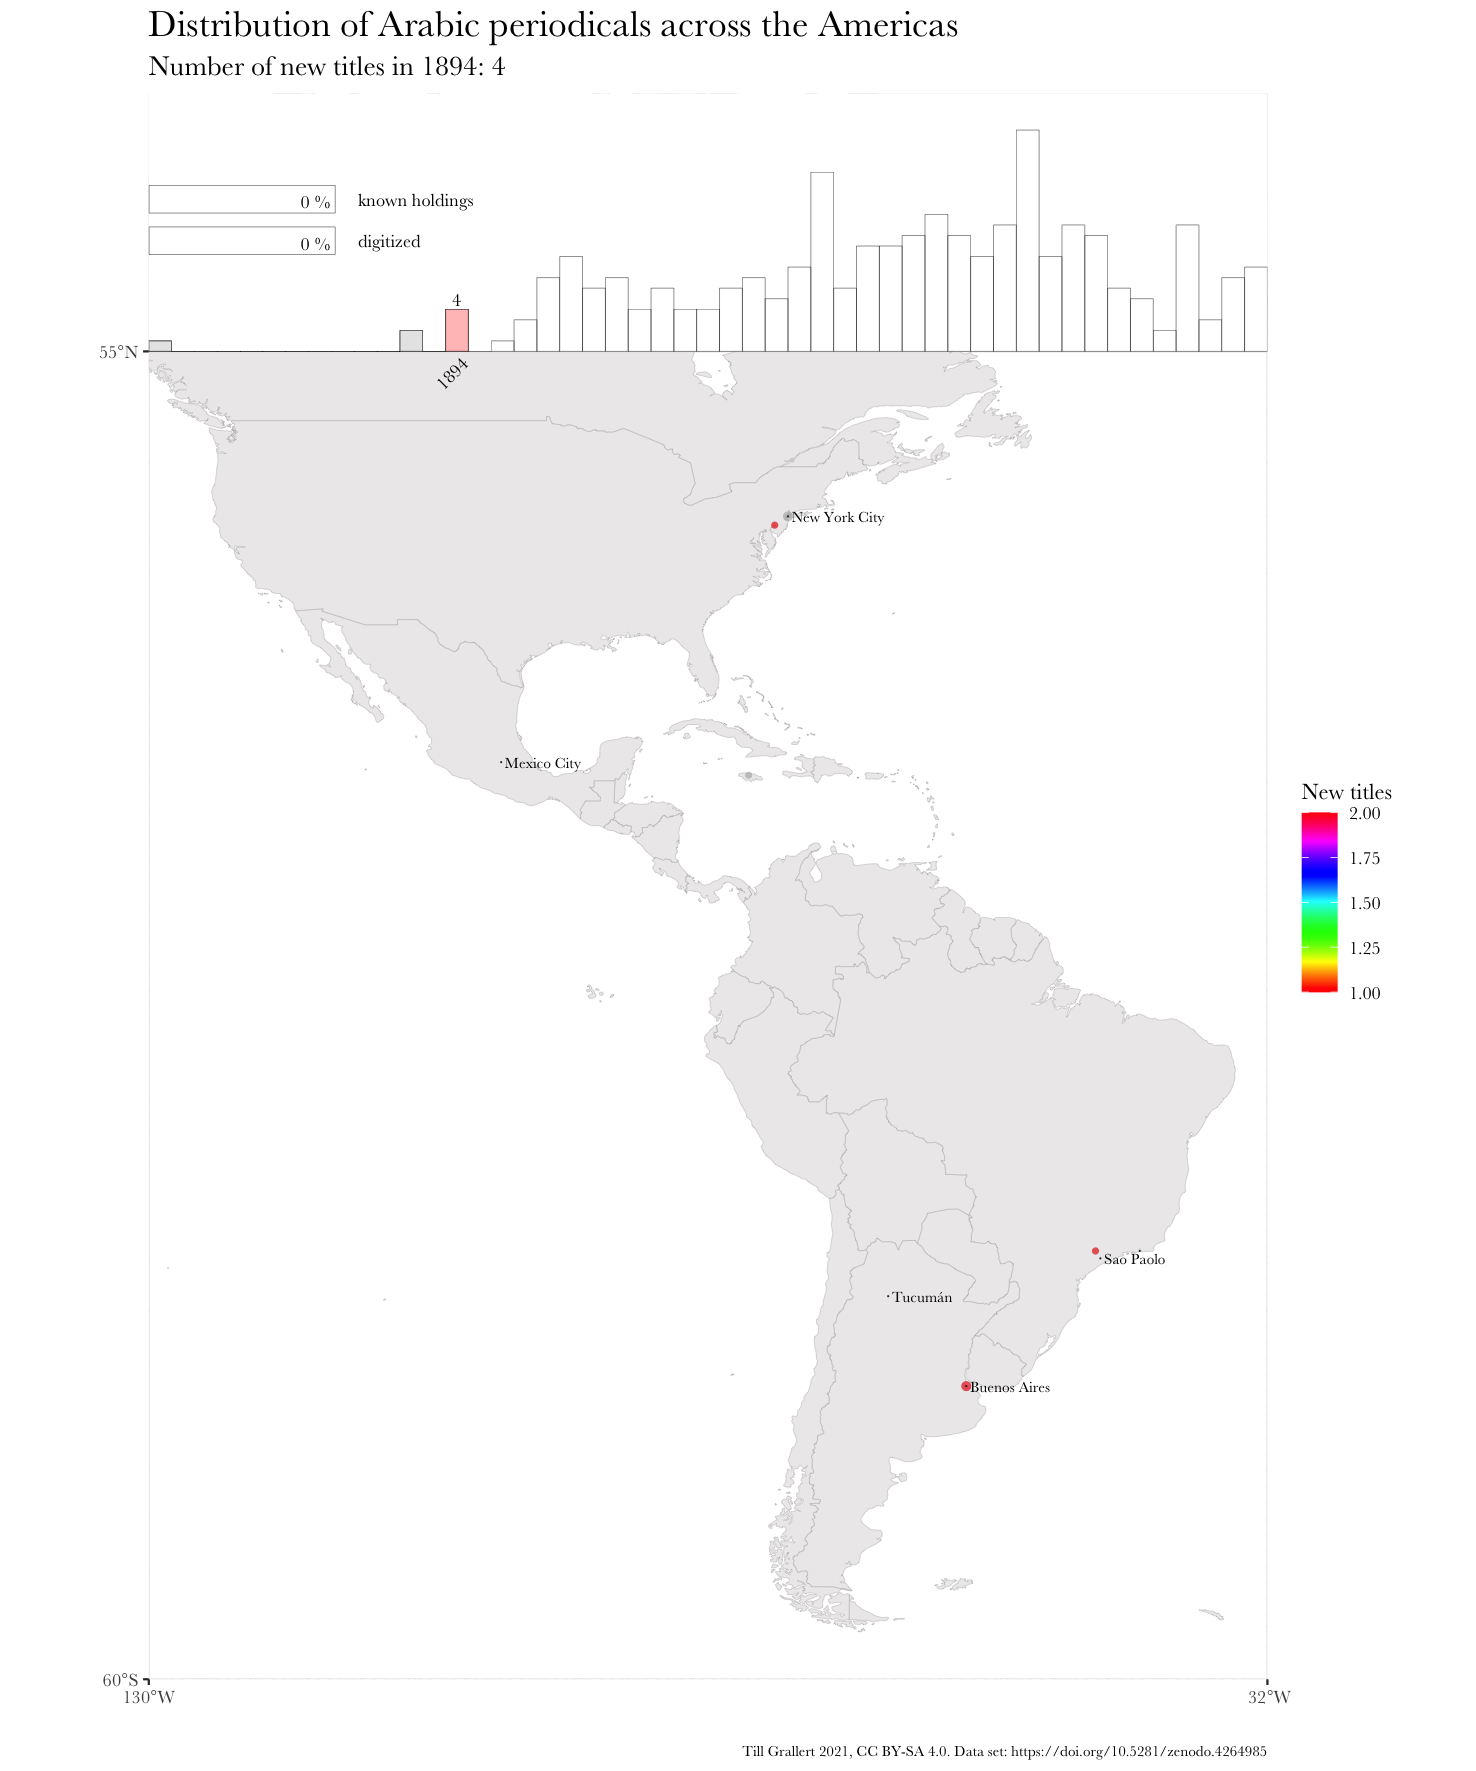 Distribution of Arabic periodicals across the Americas
Number of new titles in 1894: 4
0 % known holdings
0 % digitized
4
55°N
1894
New York City
Mexico City
New titles
2.00
1.75
1.50
1.25
1.00
Sao Paolo
Tucumán
Buenos Aires
60°S
130°W 32°W
Till Grallert 2021, CC BY-SA 4.0. Data set: https://doi.org/10.5281/zenodo.4264985